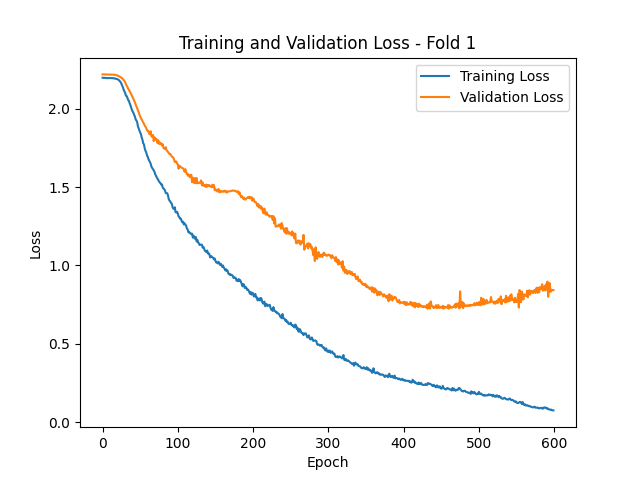 Training and Validation Loss - Fold 1
Training Loss
Validation Loss
Loss
2.0
1.5
1.0
0.5
0.0
0 100 200 300 400 500 600
Epoch